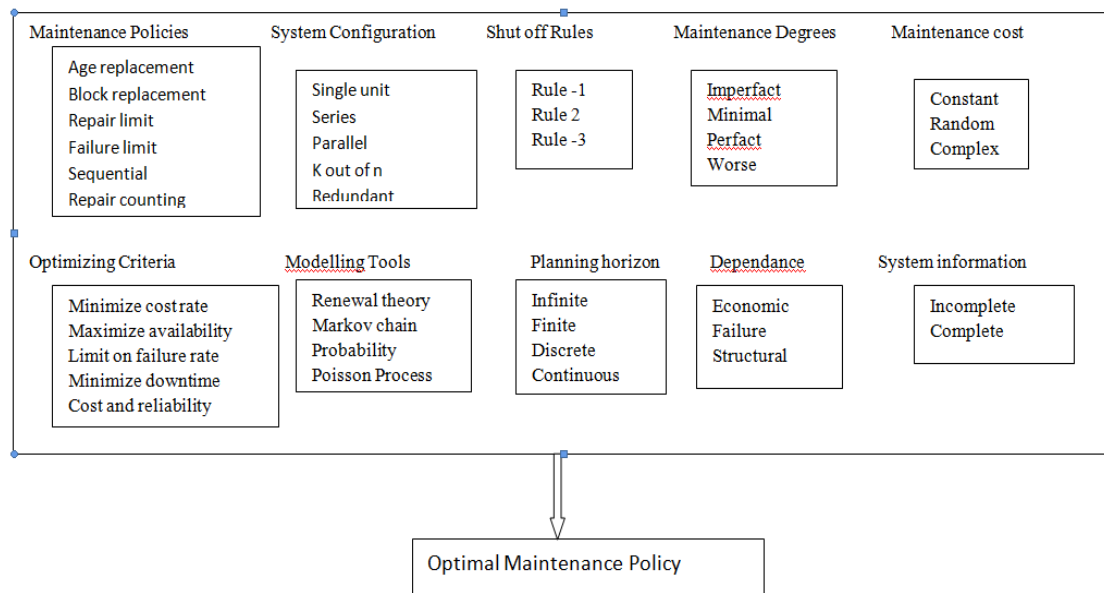 Maintenance Policies
System Configuration
Shut off Rules
Maintenance Degrees
Maintenance cost
Age replacement
Block replacement
Repair limit
Failure limit
Sequential
Repair counting
Single unit
Series
Parallel
K out of n
Redundant
Rule -1
Rule 2
Rule -3
Imperfact
Minimal
Perfact
Worse
Constant
Random
Complex
Optimizing Criteria
Modelling Tools
Planning horizon
Dependance
System information
Minimize cost rate
Maximize availability
Limit on failure rate
Minimize downtime
Cost and reliability
Renewal theory
Markov chain
Probability
Poisson Process
Infinite
Finite
Discrete
Continuous
Economic
Failure
Structural
Incomplete
Complete
Optimal Maintenance Policy